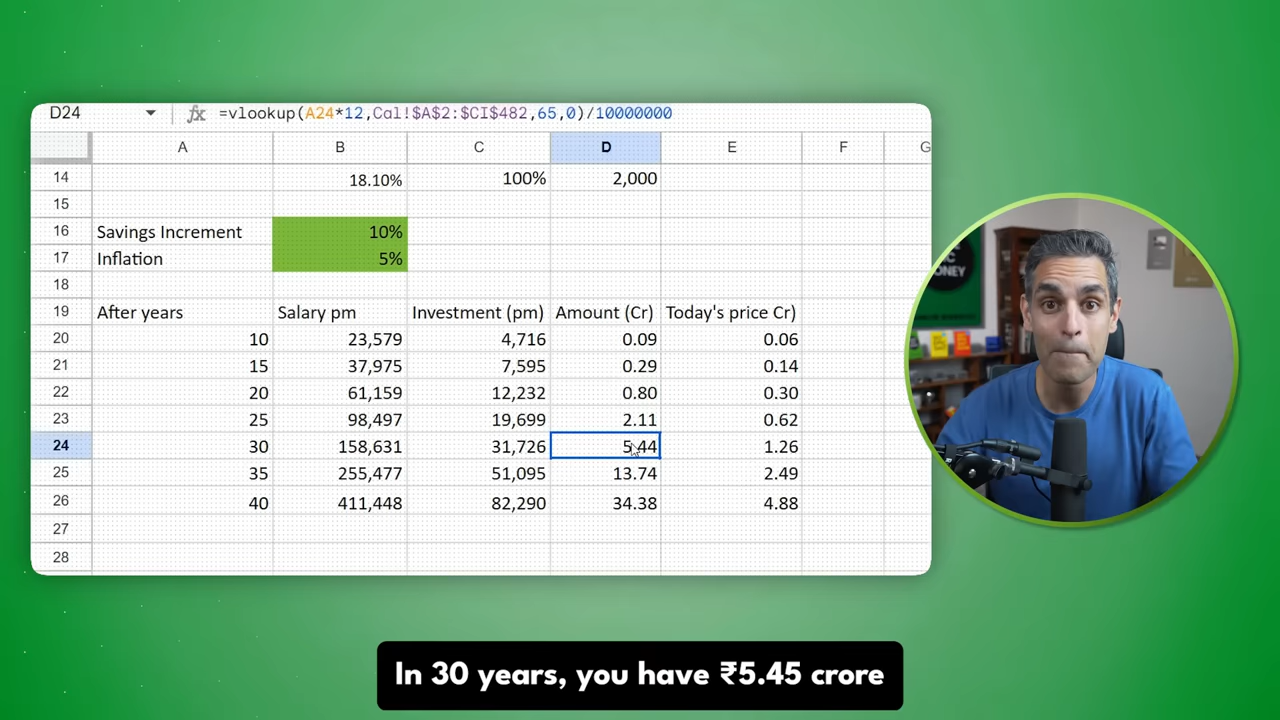 D24 fx =vlookup(A24*12,Cal!$A$2:$CI$482,65,0)/10000000
A B C D E F G
14 18.10% 100% 2,000
15
16 Savings Increment 10%
17 Inflation 5%
18
19 After years Salary pm Investment (pm) Amount (Cr) Today's price Cr)
20 10 23,579 4,716 0.09 0.06
21 15 37,975 7,595 0.29 0.14
22 20 61,159 12,232 0.80 0.30
23 25 98,497 19,699 2.11 0.62
24 30 158,631 31,726 5.44 1.26
25 35 255,477 51,095 13.74 2.49
26 40 411,448 82,290 34.38 4.88
27
28
In 30 years, you have ₹5.45 crore